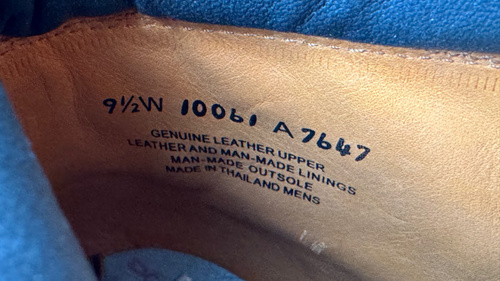 9½W 10061 A7647
GENUINE LEATHER UPPER
LEATHER AND MAN-MADE LININGS
MAN-MADE OUTSOLE
MADE IN THAILAND MENS